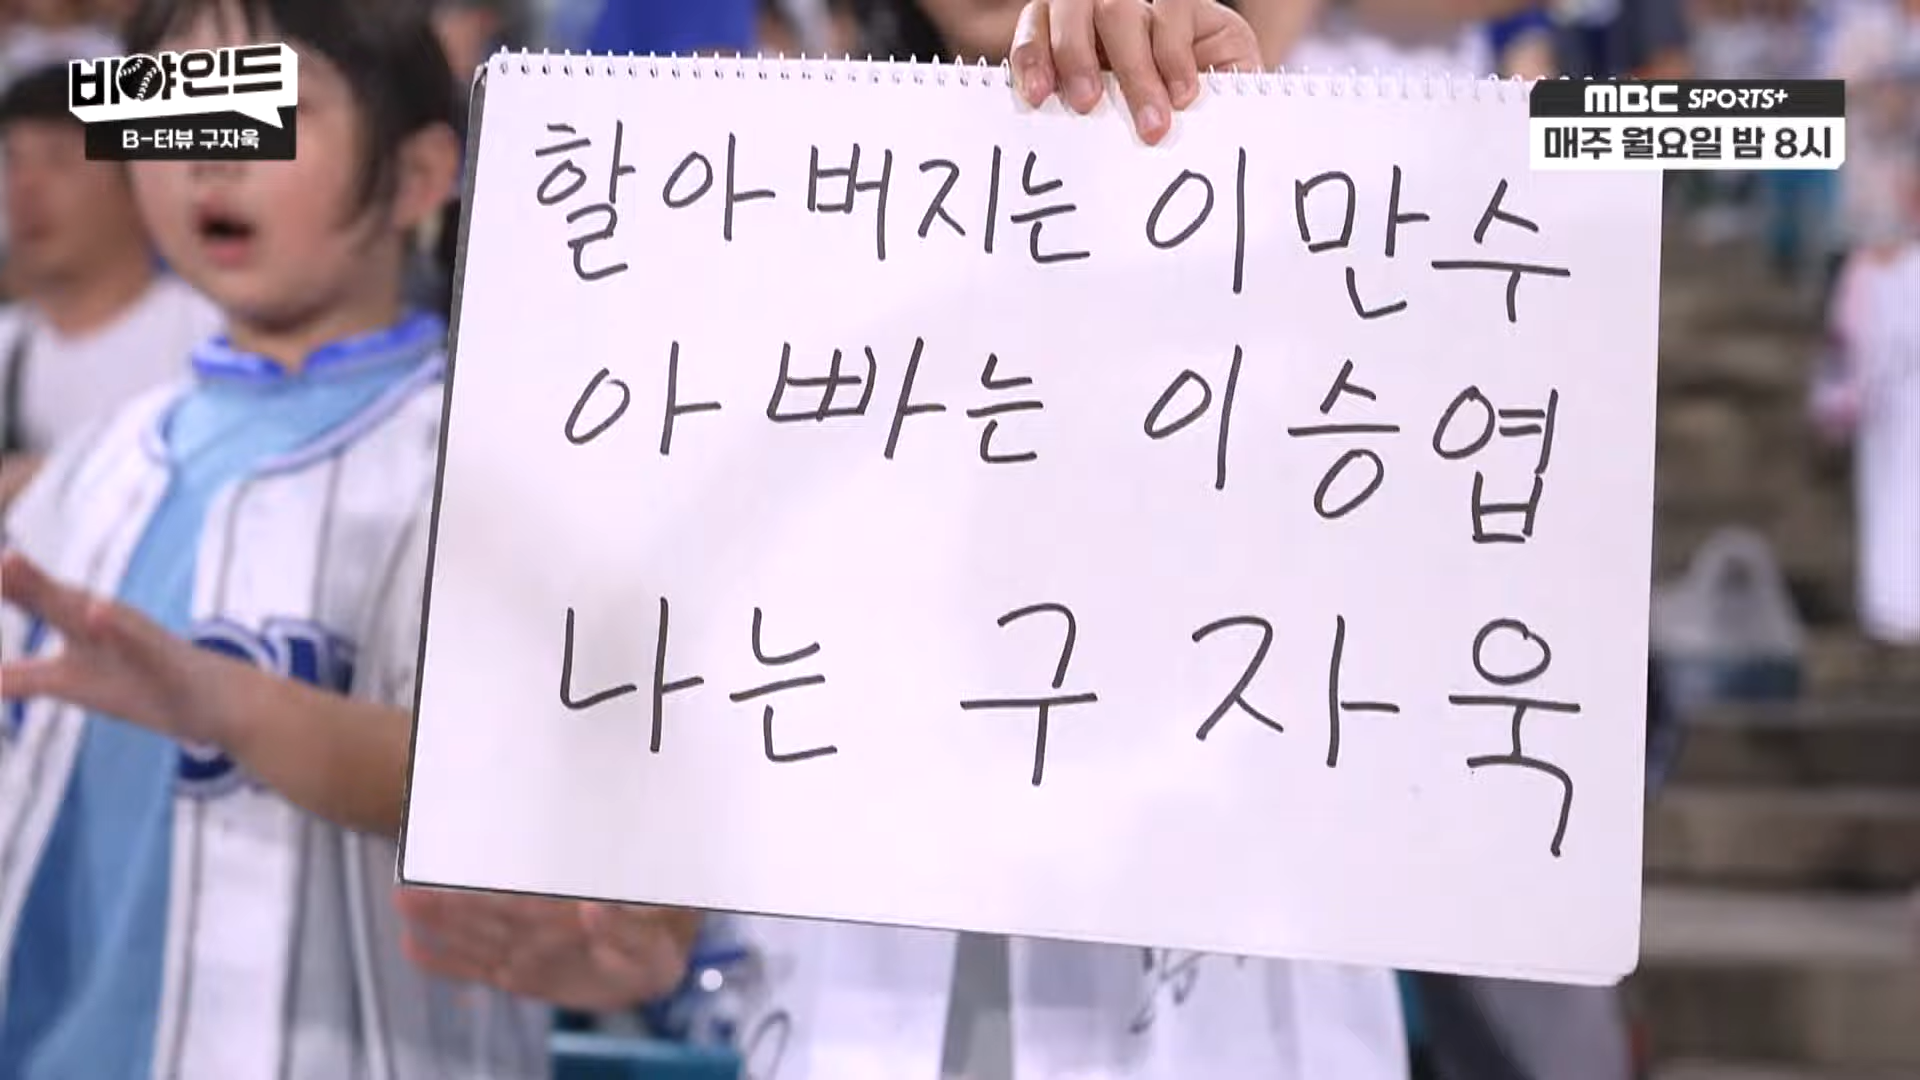 비야인드
B-터뷰 구자욱
MBC SPORTS+
매주 월요일 밤 8시
할아버지는 이만수
아빠는 이승엽
나는 구자욱